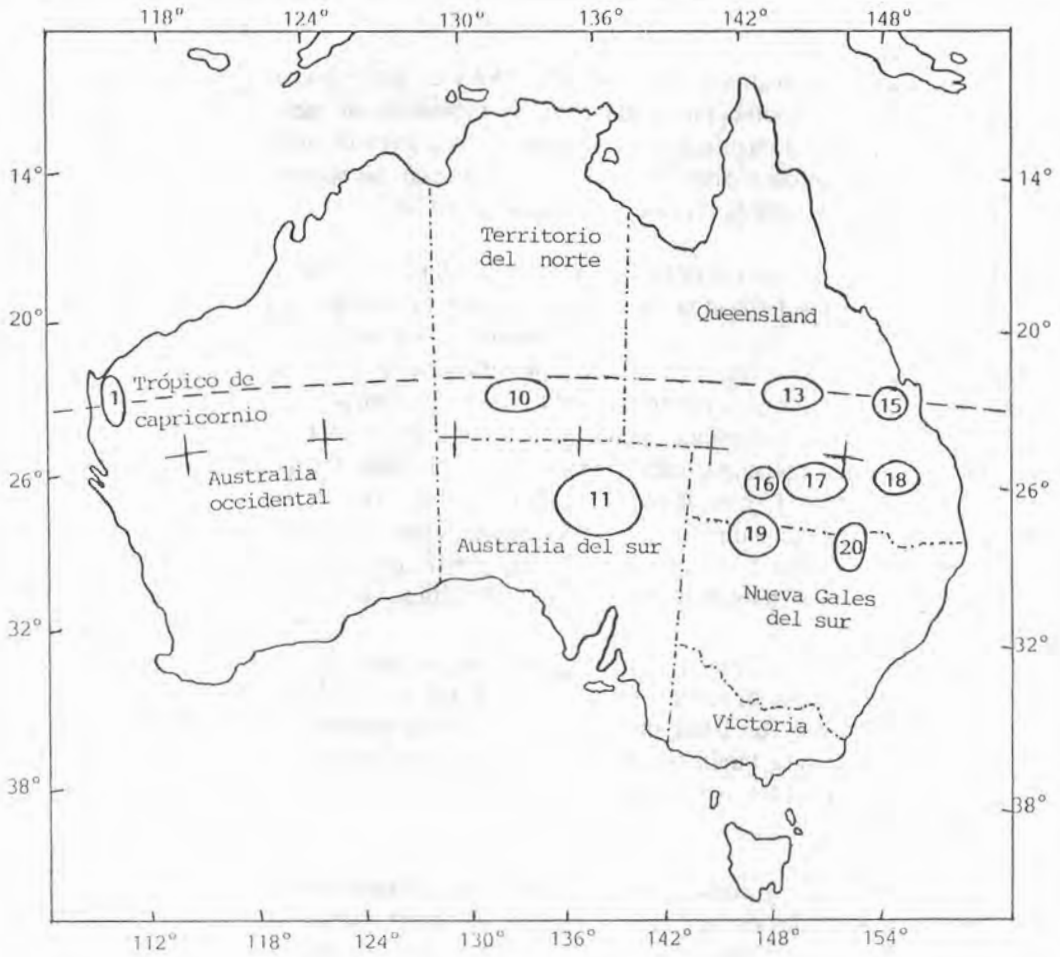 118° 124° 130° 136° 142° 148°
14° 14°
Territorio
del norte
Queensland
20° 20°
Trópico de
capricornio
1 10 13 15
Australia
occidental
26° 26°
11 16 17 18
19 20
Australia del sur
Nueva Gales
del sur
32° 32°
Victoria
38° 38°
112° 118° 124° 130° 136° 142° 148° 154°